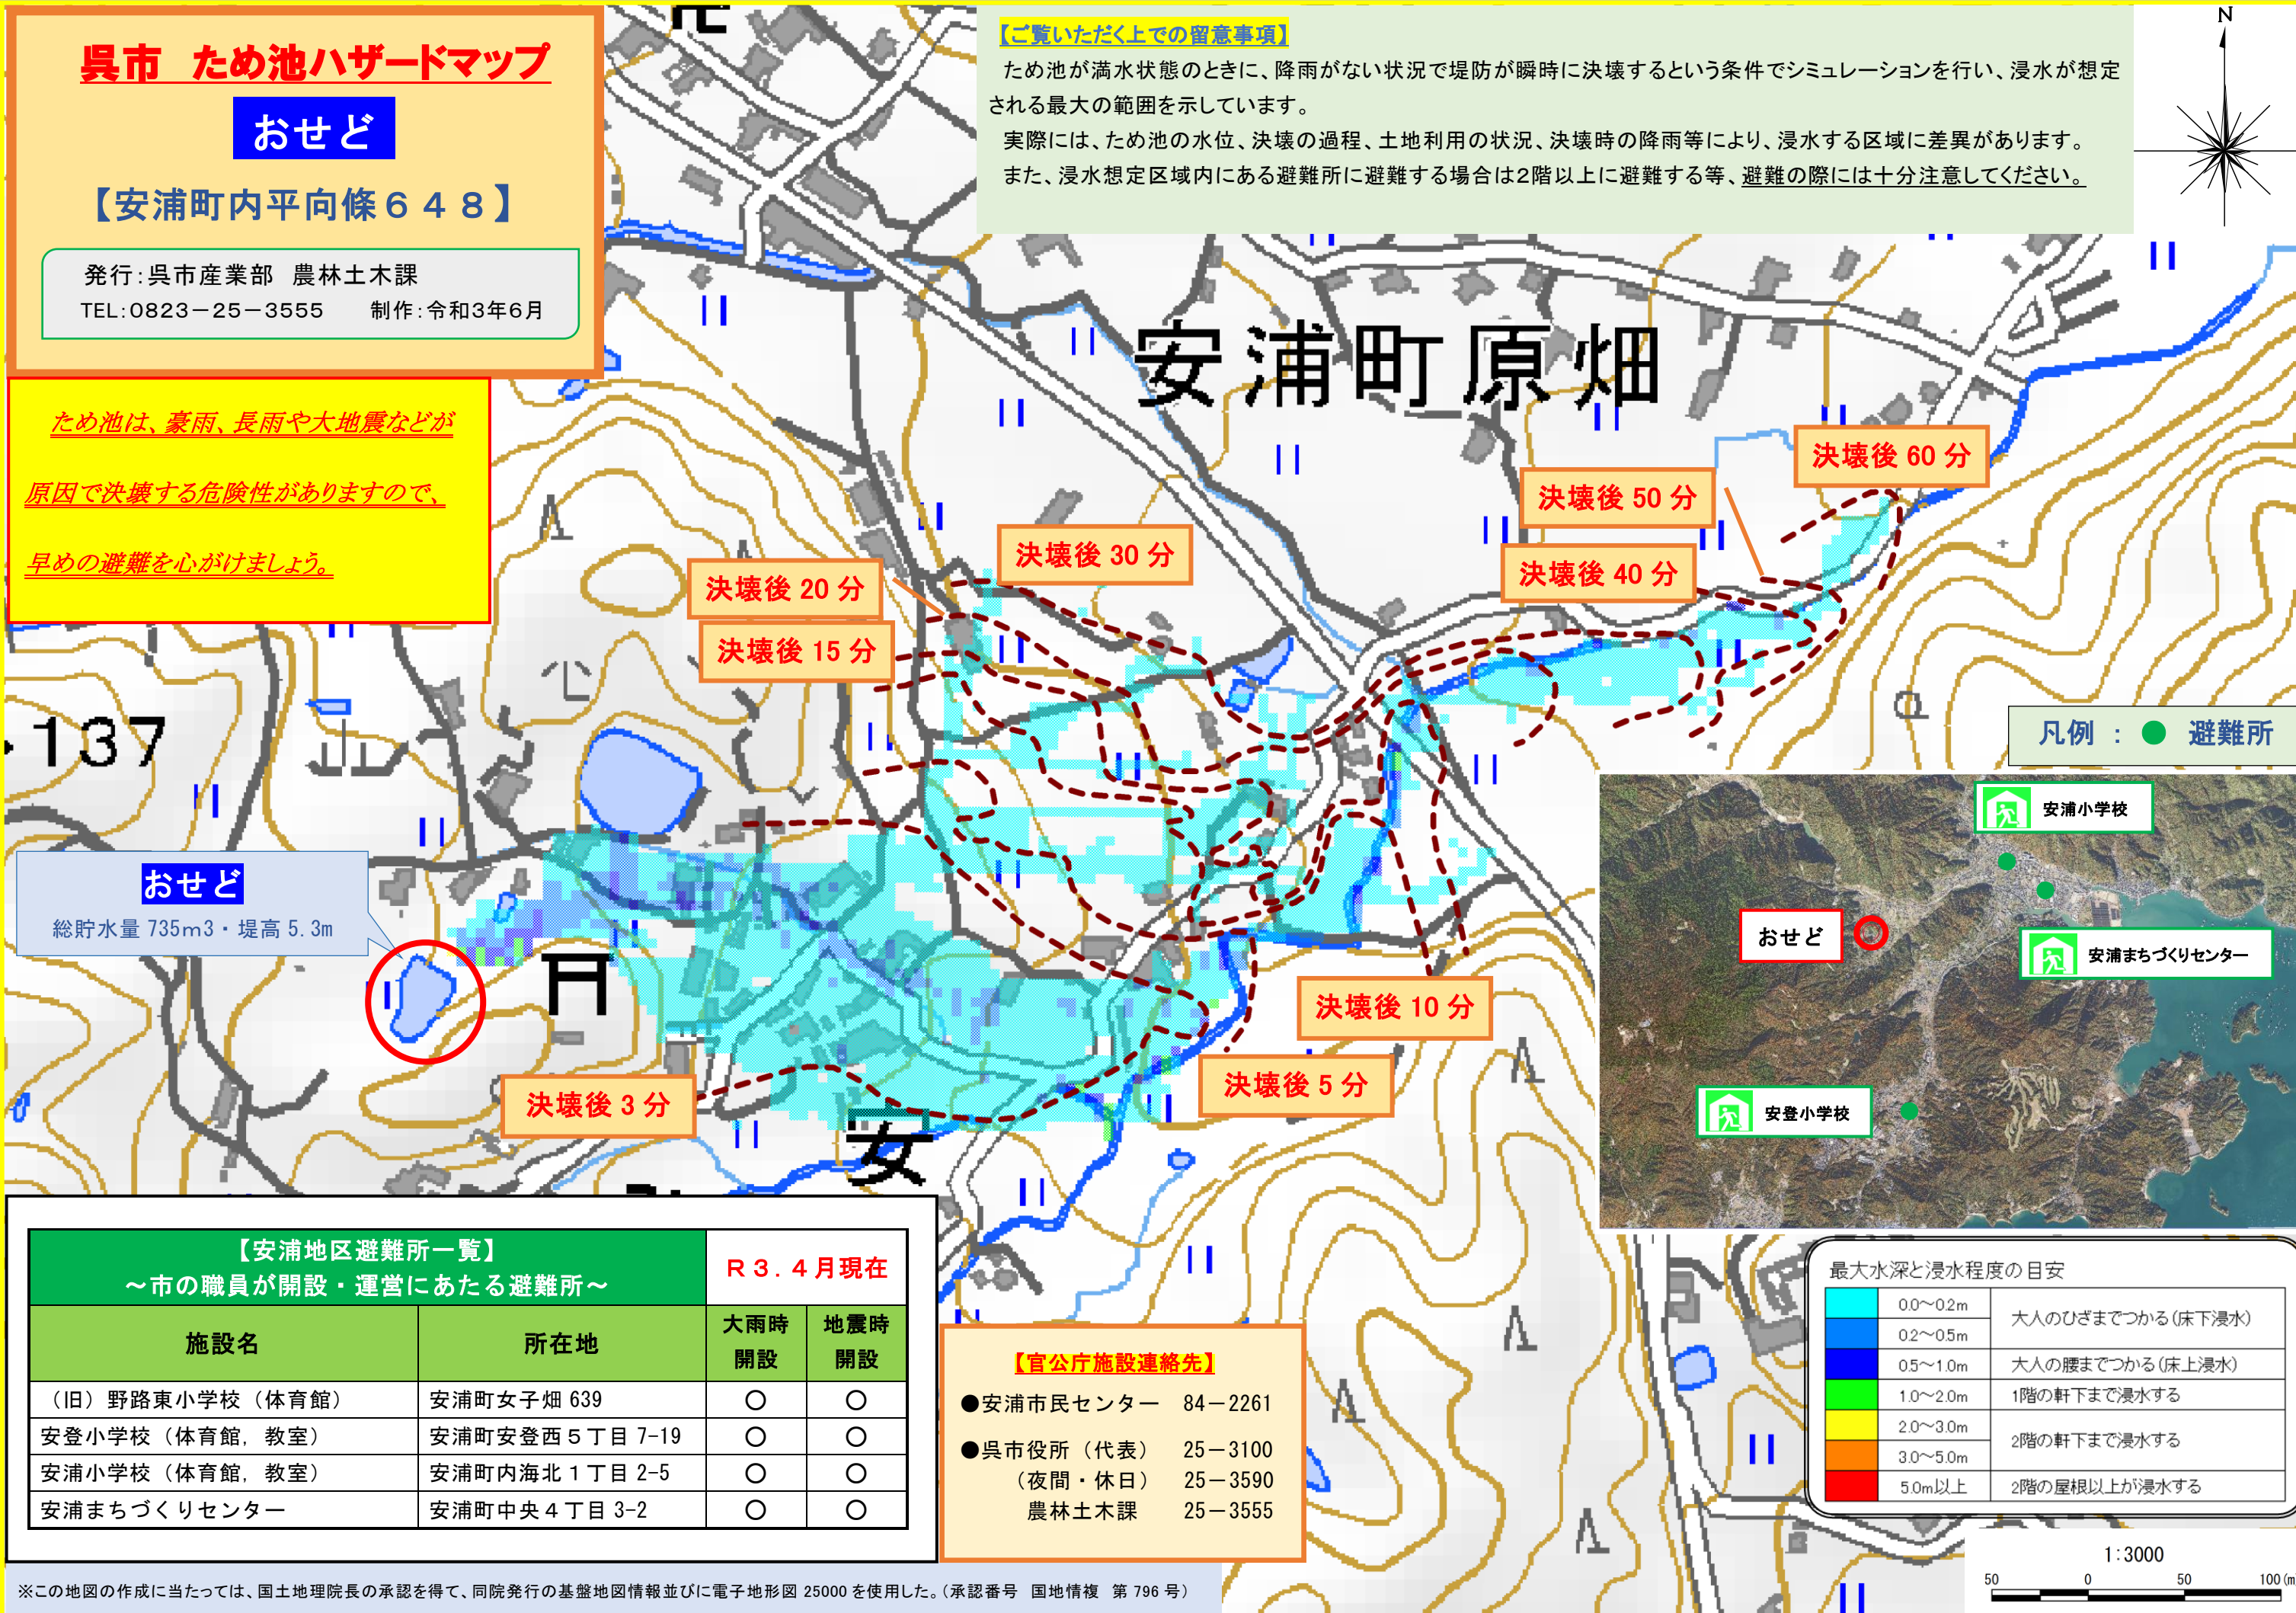 呉市 ため池ハザードマップ
おせど
【安浦町内平向條６４８】
発行:呉市産業部 農林土木課
TEL:0823－25－3555 制作:令和3年6月
【ご覧いただく上での留意事項】
ため池が満水状態のときに、降雨がない状況で堤防が瞬時に決壊するという条件でシミュレーションを行い、浸水が想定
される最大の範囲を示しています。
実際には、ため池の水位、決壊の過程、土地利用の状況、決壊時の降雨等により、浸水する区域に差異があります。
また、浸水想定区域内にある避難所に避難する場合は2階以上に避難する等、避難の際には十分注意してください。
N
ため池は、豪雨、長雨や大地震などが
原因で決壊する危険性がありますので、
早めの避難を心がけましょう。
安浦町原畑
決壊後 60 分
決壊後 50 分
決壊後 40 分
決壊後 30 分
決壊後 20 分
決壊後 15 分
決壊後 10 分
決壊後 5 分
決壊後 3 分
137
女
おせど
総貯水量 735m3・堤高 5.3m
凡例 : ● 避難所
安浦小学校
おせど
安浦まちづくりセンター
安登小学校
【安浦地区避難所一覧】
～市の職員が開設・運営にあたる避難所～
Ｒ３.４月現在
施設名 所在地 大雨時 地震時
開設 開設
（旧）野路東小学校（体育館） 安浦町女子畑 639 〇 〇
安登小学校（体育館，教室） 安浦町安登西５丁目 7-19 〇 〇
安浦小学校（体育館，教室） 安浦町内海北１丁目 2-5 〇 〇
安浦まちづくりセンター 安浦町中央４丁目 3-2 〇 〇
【官公庁施設連絡先】
●安浦市民センター 84－2261
●呉市役所（代表） 25－3100
（夜間・休日） 25－3590
農林土木課 25－3555
最大水深と浸水程度の目安
0.0～0.2m 大人のひざまでつかる(床下浸水)
0.2～0.5m
0.5～1.0m 大人の腰までつかる(床上浸水)
1.0～2.0m 1階の軒下まで浸水する
2.0～3.0m 2階の軒下まで浸水する
3.0～5.0m
5.0m以上 2階の屋根以上が浸水する
1:3000
50 0 50 100(m
※この地図の作成に当たっては、国土地理院長の承認を得て、同院発行の基盤地図情報並びに電子地形図 25000 を使用した。(承認番号 国地情複 第 796 号)